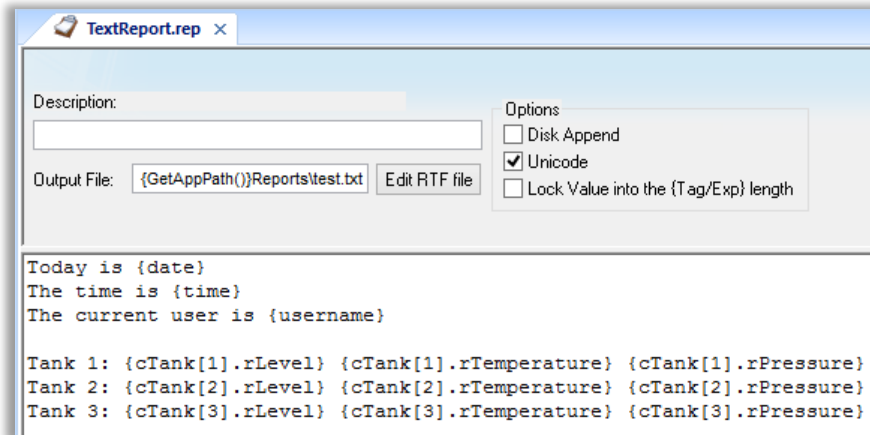 TextReport.rep ×
Description:
Output File: {GetAppPath()}Reports\test.txt Edit RTF file
Options
Disk Append
Unicode
Lock Value into the {Tag/Exp} length
Today is {date}
The time is {time}
The current user is {username}
Tank 1: {cTank[1].rLevel} {cTank[1].rTemperature} {cTank[1].rPressure}
Tank 2: {cTank[2].rLevel} {cTank[2].rTemperature} {cTank[2].rPressure}
Tank 3: {cTank[3].rLevel} {cTank[3].rTemperature} {cTank[3].rPressure}